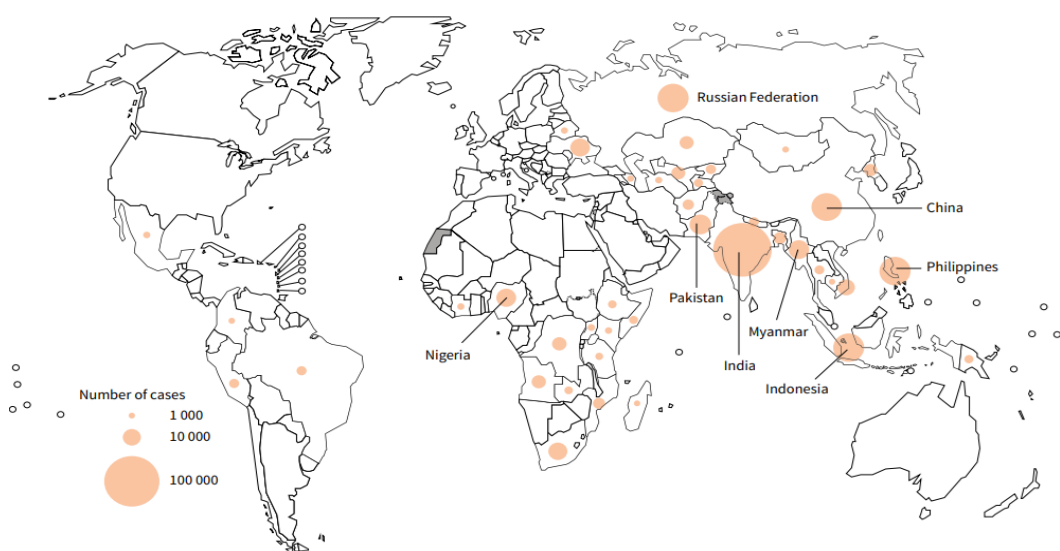 Russian Federation
China
Philippines
Pakistan
Myanmar
Nigeria
India
Indonesia
Number of cases
1 000
10 000
100 000